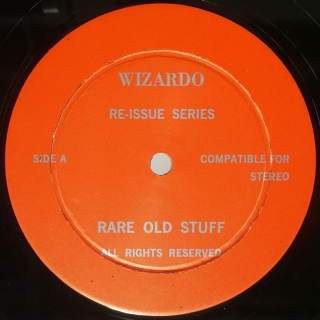 WIZARDO
RE-ISSUE SERIES
SIDE A
COMPATIBLE FOR
STEREO
RARE OLD STUFF
ALL RIGHTS RESERVED